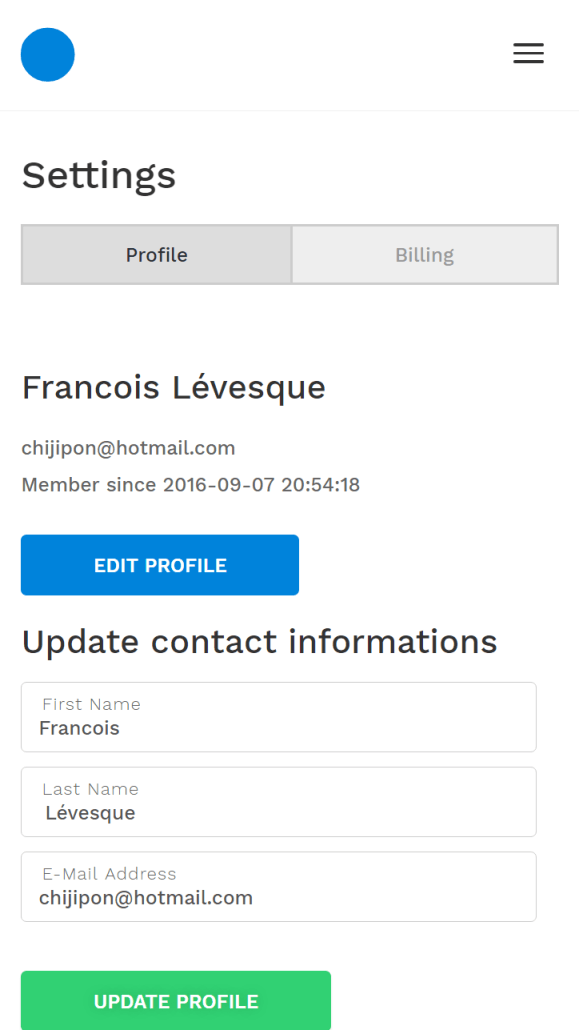 Settings
Profile
Billing
Francois Lévesque
chijipon@hotmail.com
Member since 2016-09-07 20:54:18
EDIT PROFILE
Update contact informations
First Name
Francois
Last Name
Lévesque
E-Mail Address
chijipon@hotmail.com
UPDATE PROFILE